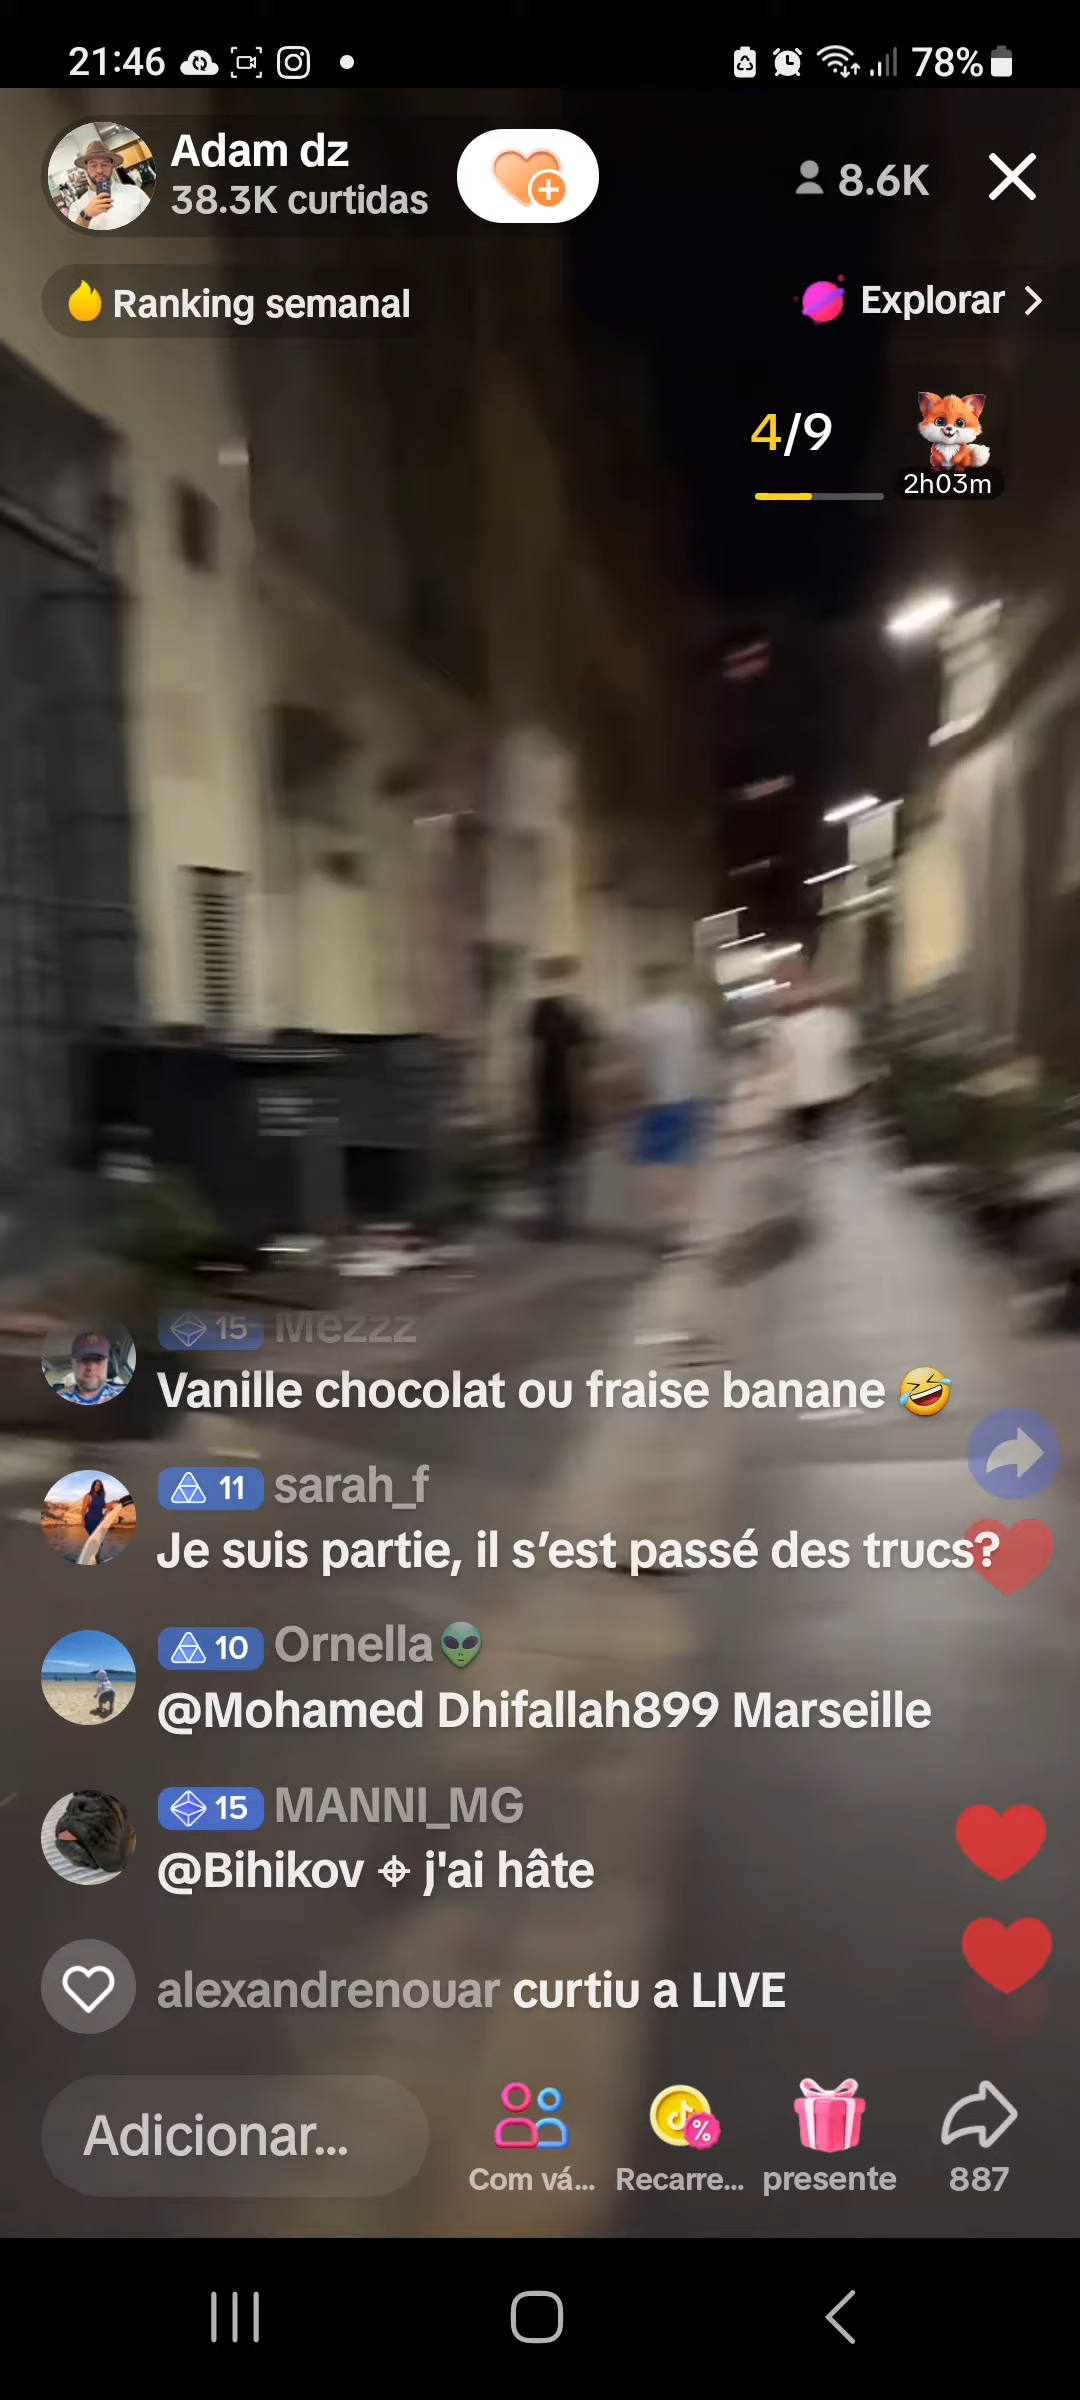 21:46 78%
Adam dz
38.3K curtidas
8.6K
Ranking semanal
Explorar
4/9
2h03m
15 Mezzz
Vanille chocolat ou fraise banane 🤣
11 sarah_f
Je suis partie, il s’est passé des trucs?
10 Ornella👽
@Mohamed Dhifallah899 Marseille
15 MANNI_MG
@Bihikov ⌖ j'ai hâte
alexandrenouar curtiu a LIVE
Adicionar...
Com vá... Recarre... presente 887